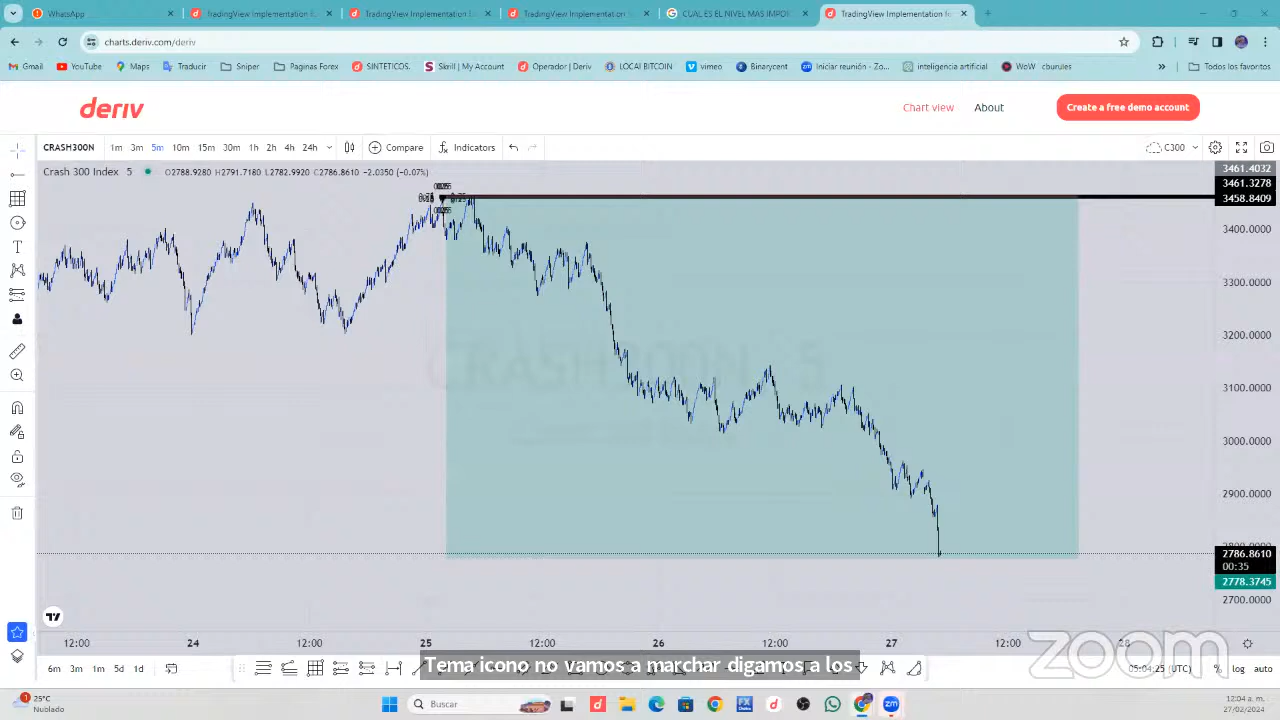 WhatsApp
TradingView Implementation f
TradingView Implementation f
TradingView Implementation f
CUAL ES EL NIVEL MAS IMPO
TradingView Implementation fo
charts.deriv.com/deriv
Gmail YouTube Maps Traducir Sniper Paginas Forex SINTETICOS. Skrill | My Account Operador | Deriv LOCAl BITCOIN vimeo Binarycent Iniciar reunión - Zo... inteligencia artificial WoW cburules » Todos los favoritos
deriv
Chart view About Create a free demo account
CRASH300N 1m 3m 5m 10m 15m 30m 1h 2h 4h 24h Compare Indicators C300
Crash 300 Index 5 O2788.9280 H2791.7180 L2782.9920 P2786.8610 -2.0350 (-0.07%)
3461.4032
3461.3278
3458.8409
3400.0000
3300.0000
3200.0000
3100.0000
3000.0000
2900.0000
2786.8610
00:35
2778.3745
2700.0000
CRASH300N 5
12:00 24 12:00 25 12:00 26 12:00 27 12:00 28
zoom
6m 3m 1m 5d 1d
05:04:25 (UTC) % log auto
Tema icono no vamos a marchar digamos a los
1
25°C
Nublado
Buscar
12:04 a. m.
27/02/2024